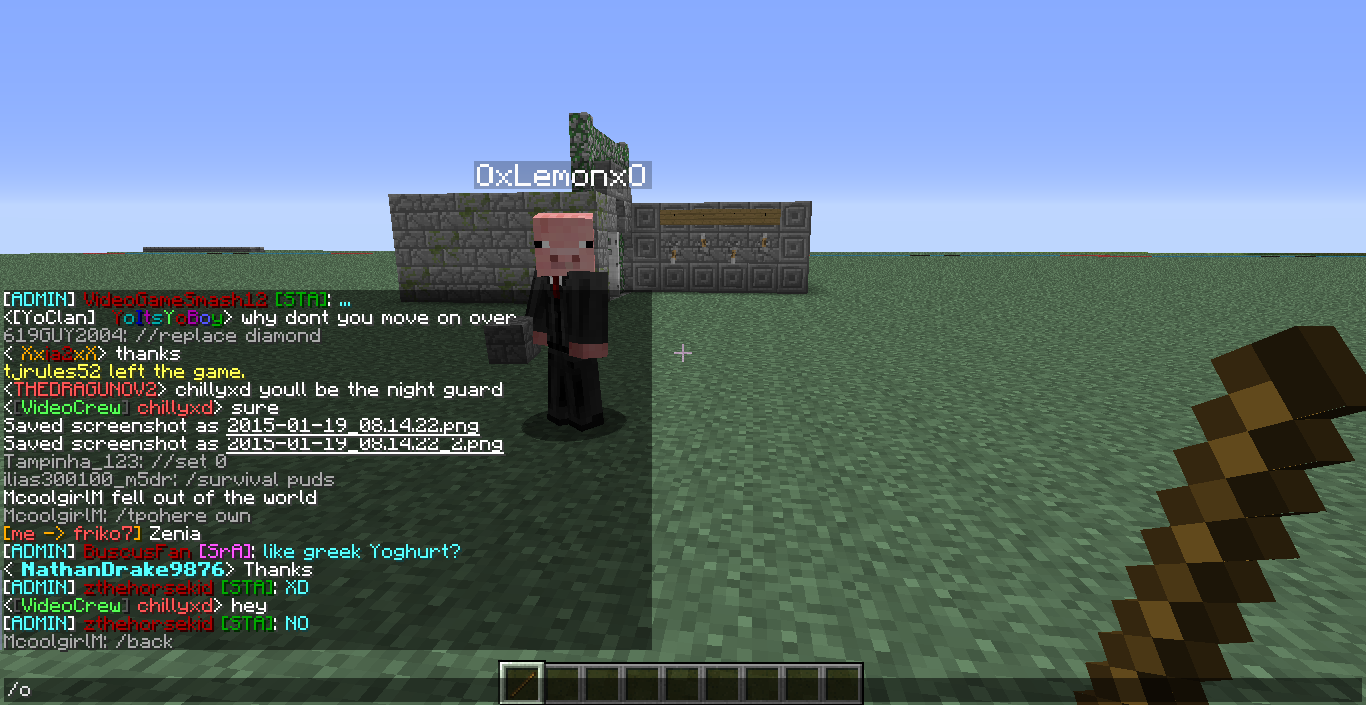 0xLemonx0
[ADMIN] VideoGameSmash12 [STA]: ...
<[YoClan] YoItsYoBoy> why dont you move on over
619GUY2004: //replace diamond
< Xxia2xX> thanks
tjrules52 left the game.
<THEDRAGUNOV2> chillyxd youll be the night guard
<[VideoCrew] chillyxd> sure
Saved screenshot as 2015-01-19_08.14.22.png
Saved screenshot as 2015-01-19_08.14.22_2.png
Tampinha_123: //set 0
ilias300100_m5dr: /survival puds
McoolgirlM fell out of the world
McoolgirlM: /tpohere own
[me -> friko7] Zenia
[ADMIN] BuscusFan [SrA]: like greek Yoghurt?
< NathanDrake9876> Thanks
[ADMIN] zthehorsekid [STA]: XD
<[VideoCrew] chillyxd> hey
[ADMIN] zthehorsekid [STA]: NO
McoolgirlM: /back
/o